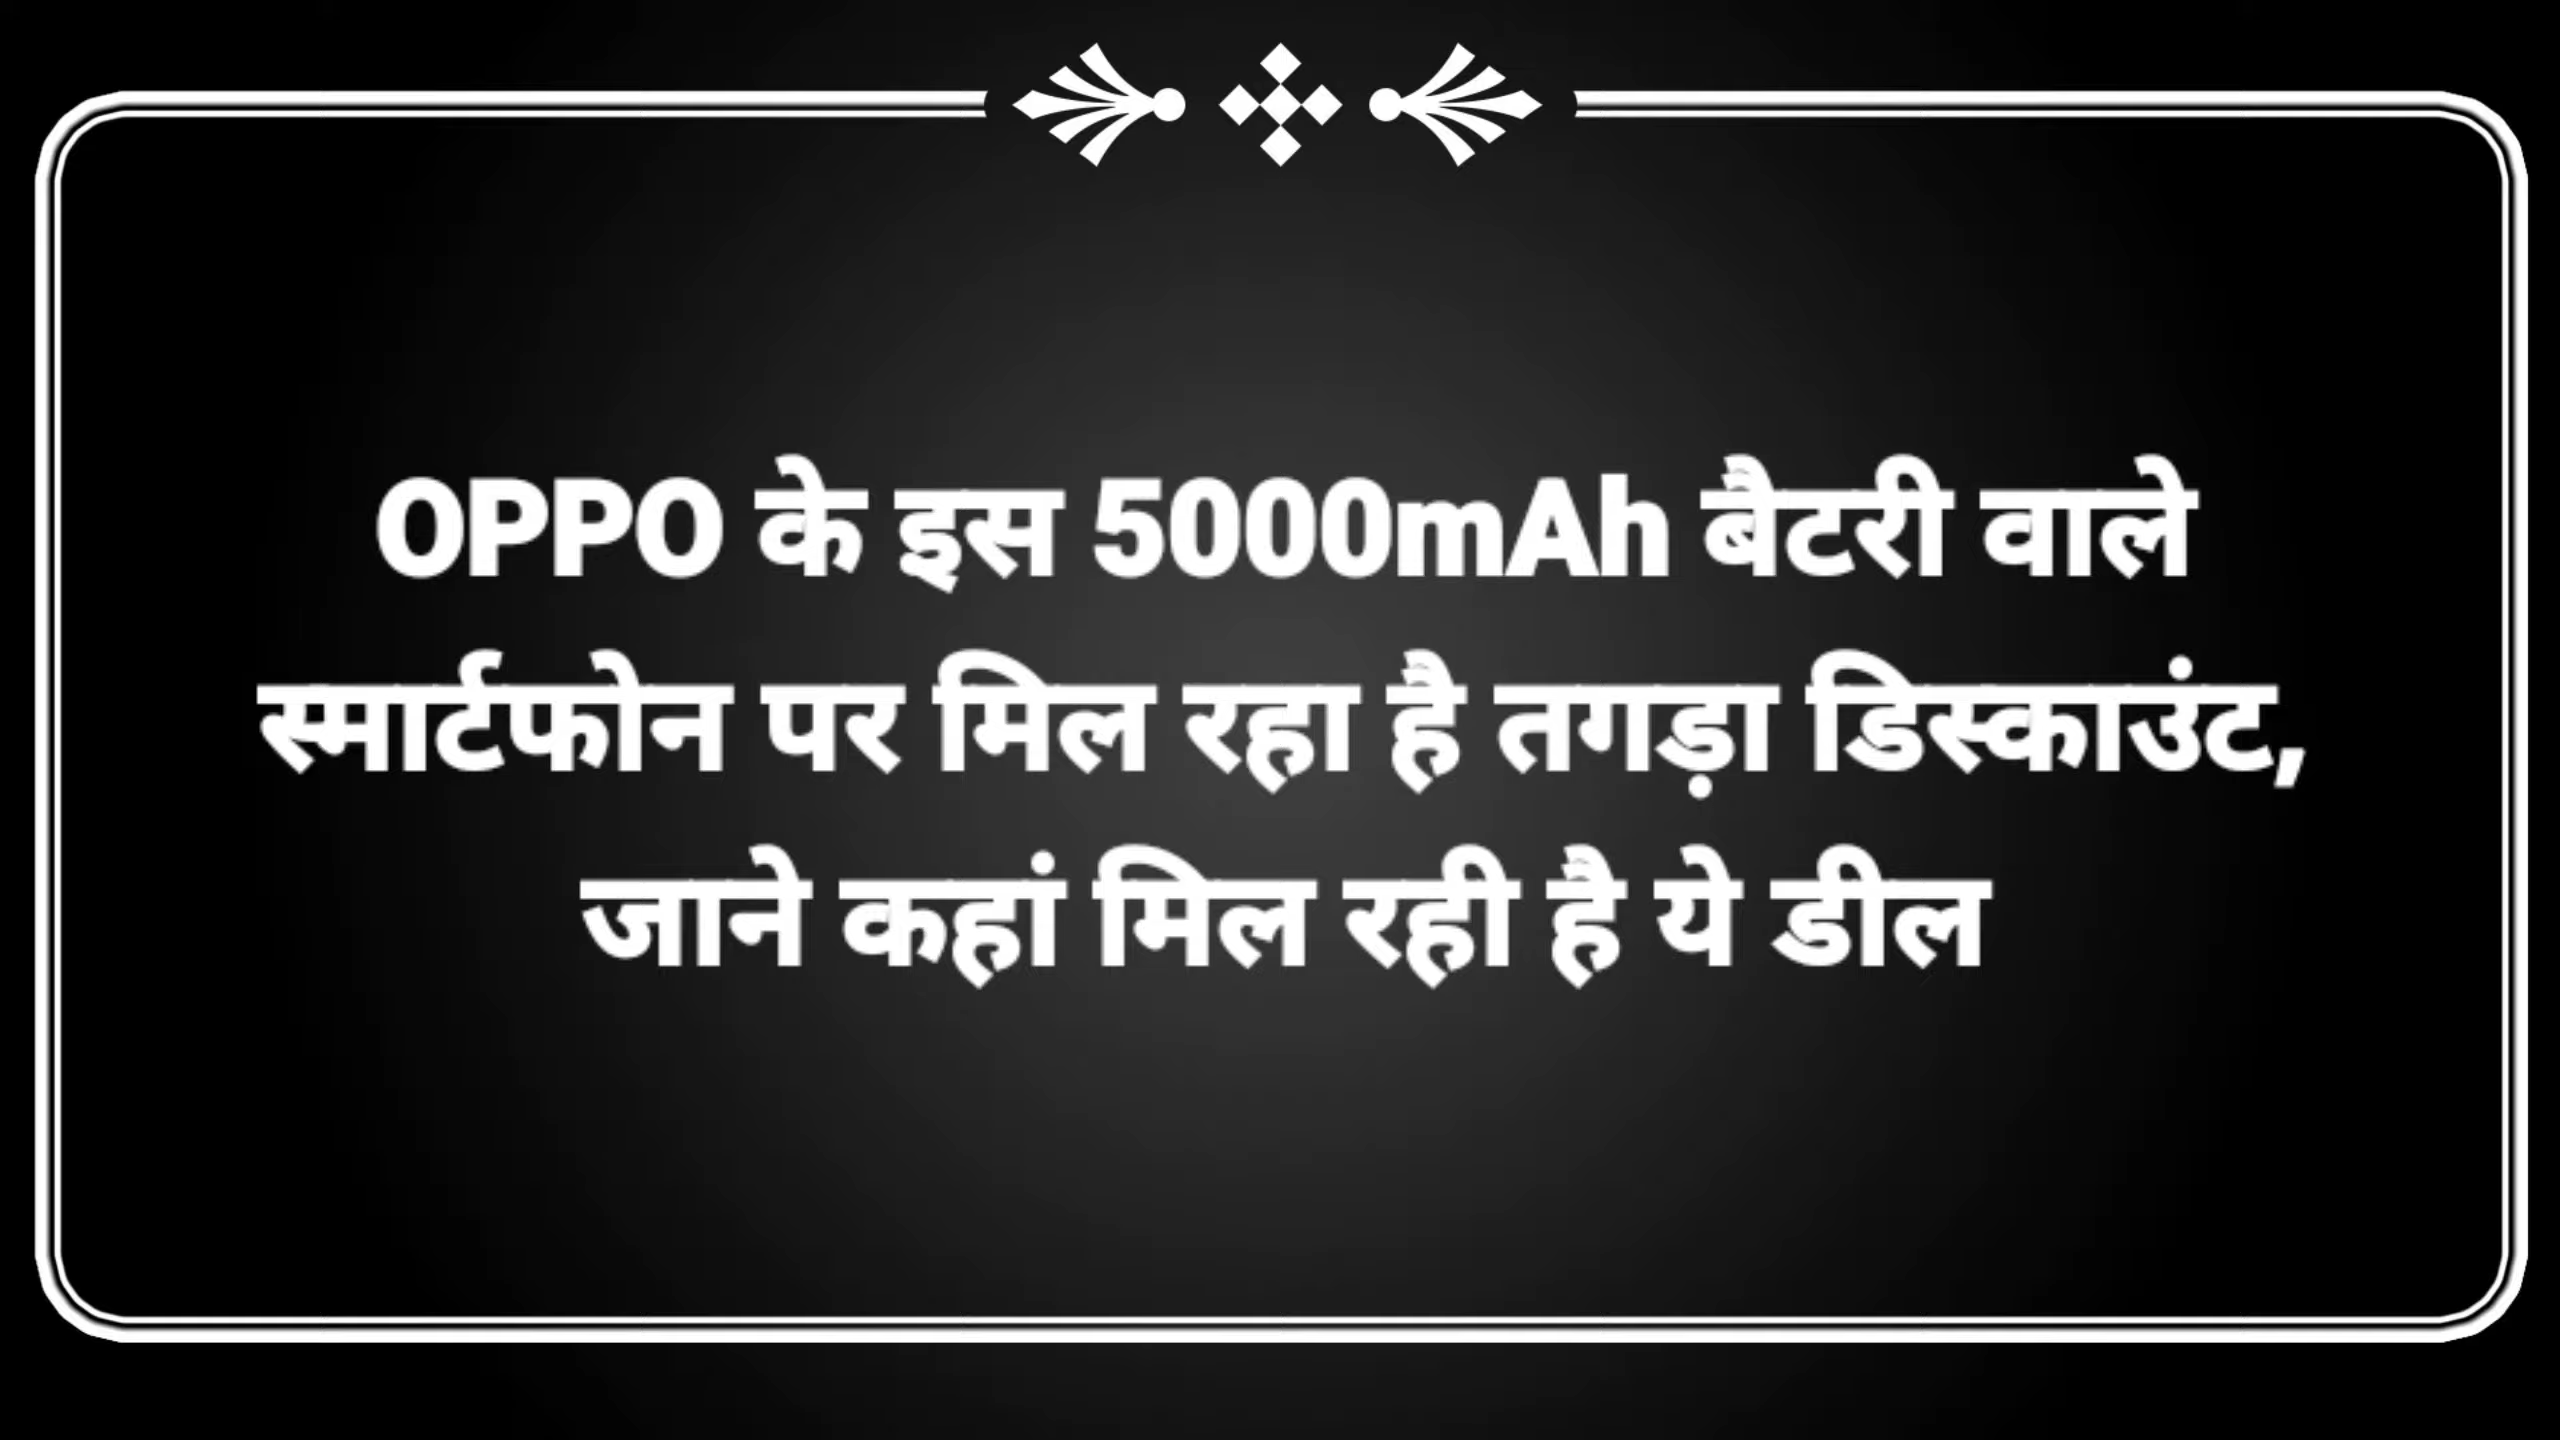 OPPO के इस 5000mAh बैटरी वाले
स्मार्टफोन पर मिल रहा है तगड़ा डिस्काउंट,
जाने कहां मिल रही है ये डील